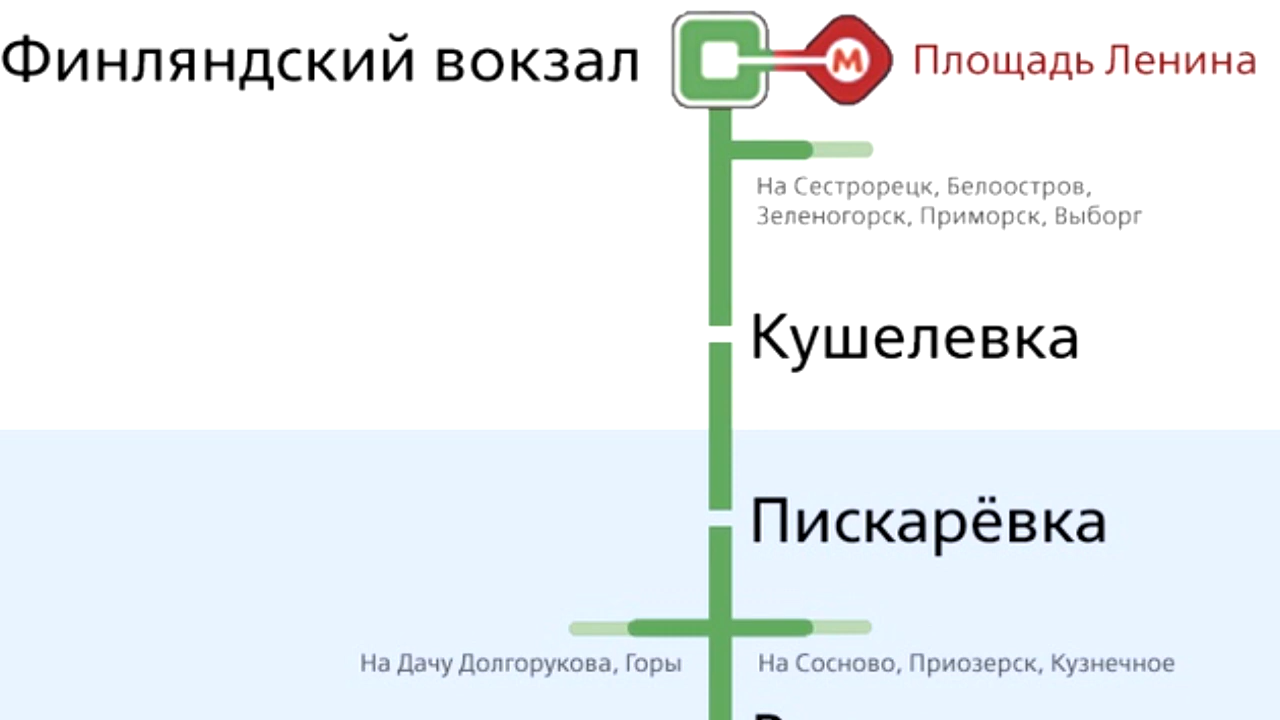 Финляндский вокзал
М
Площадь Ленина
На Сестрорецк, Белоостров,
Зеленогорск, Приморск, Выборг
Кушелевка
Пискарёвка
На Дачу Долгорукова, Горы
На Сосново, Приозерск, Кузнечное